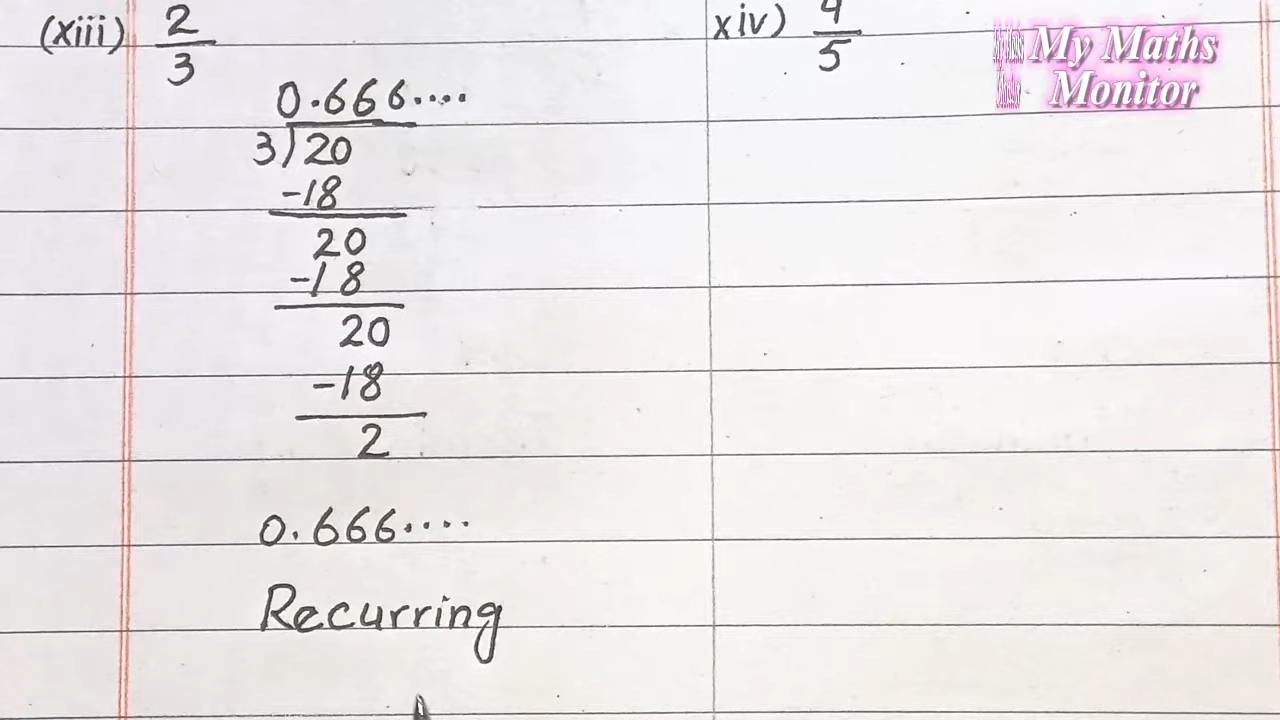 (xiii) 2/3
0.666....
3)20
-18
20
-18
20
-18
2
0.666....
Recurring
xiv) 4/5
My Maths
Monitor